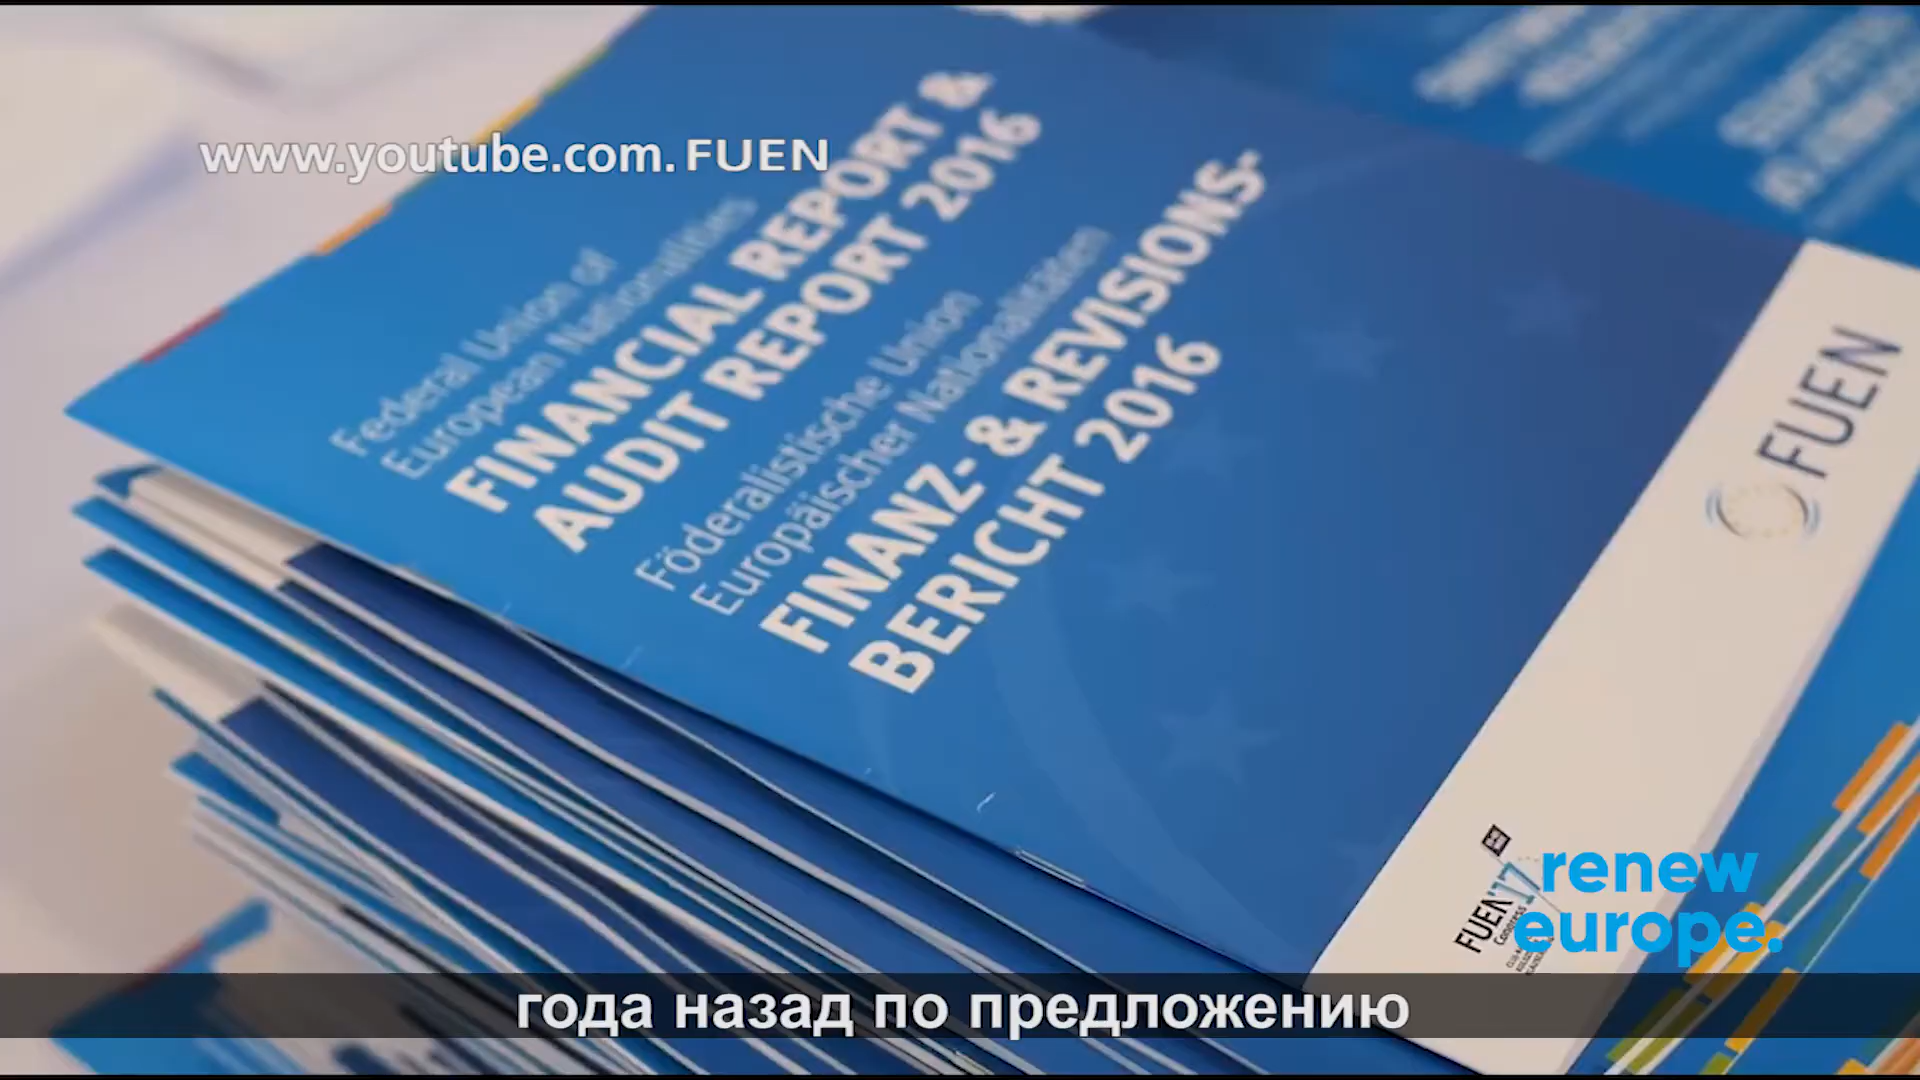 www.youtube.com. FUEN
Federal Union of
European Nationalities
FINANCIAL REPORT &
AUDIT REPORT 2016
Föderalistische Union
Europäischer Nationalitäten
FINANZ- & REVISIONS-
BERICHT 2016
FUEN
FUEN'17
Congress
renew
europe.
года назад по предложению